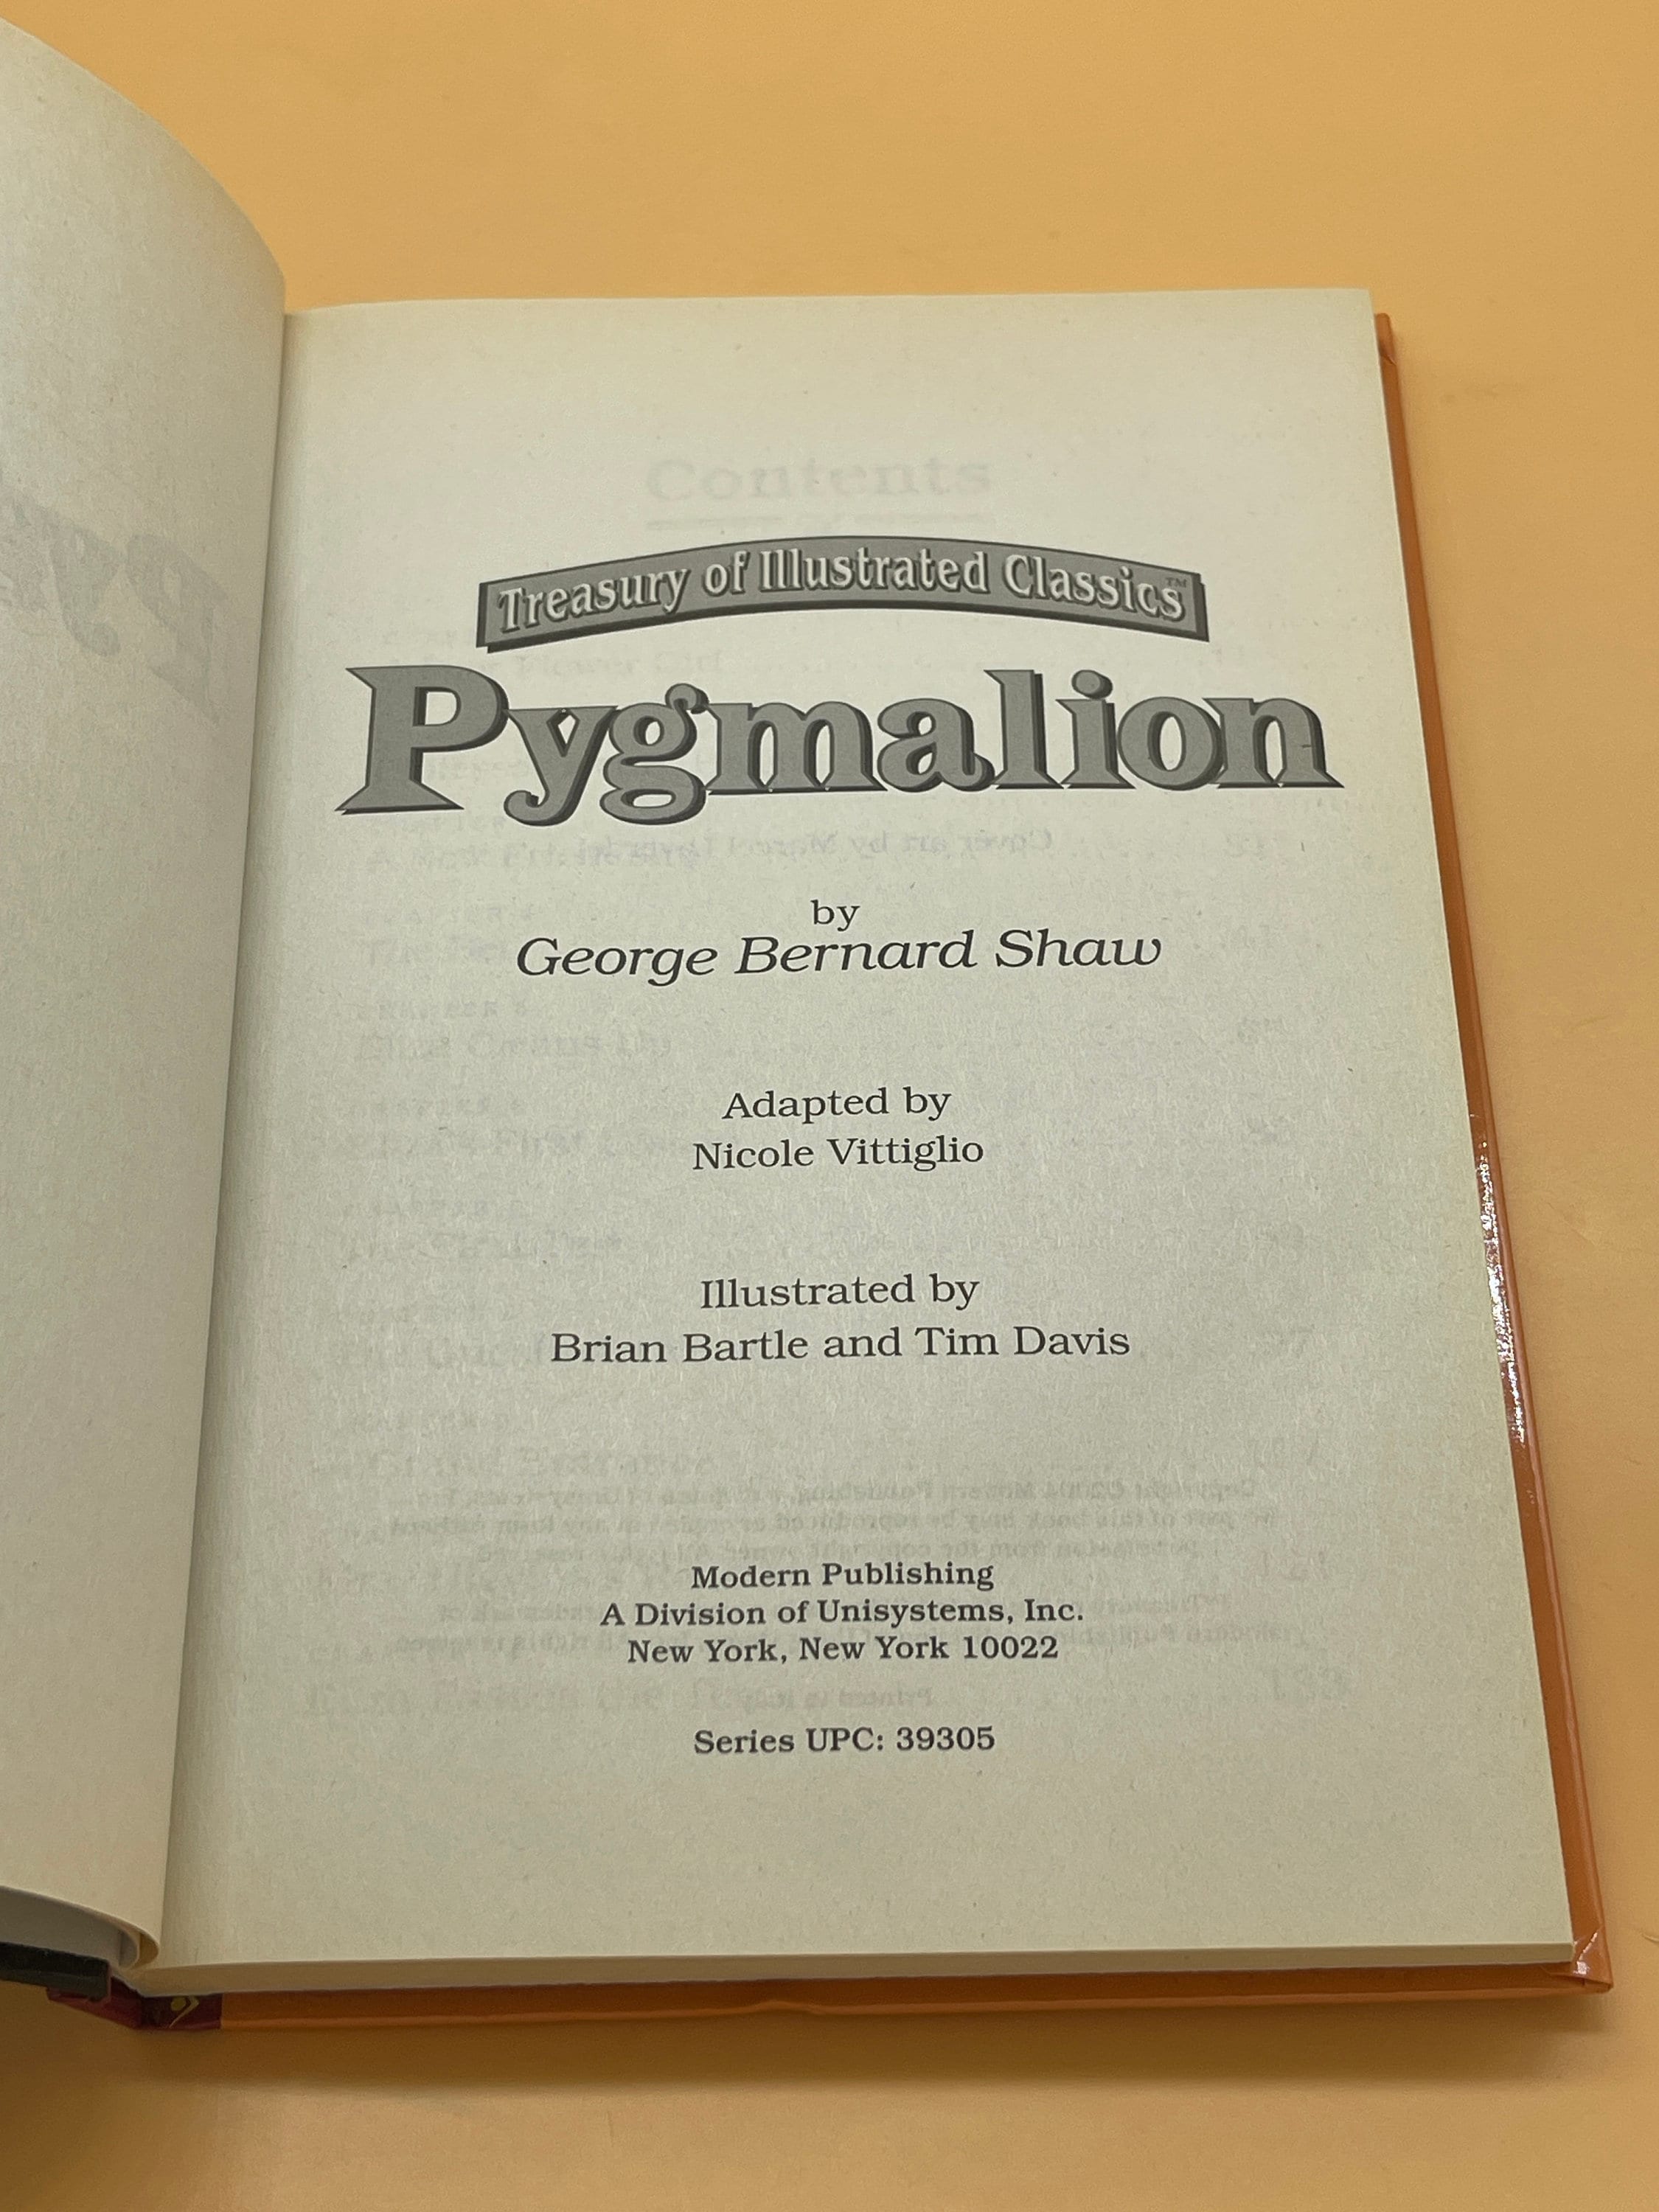 Contents
Treasury of Illustrated Classics™
Pygmalion
by
George Bernard Shaw
Adapted by
Nicole Vittiglio
Illustrated by
Brian Bartle and Tim Davis
Modern Publishing
A Division of Unisystems, Inc.
New York, New York 10022
Series UPC: 39305